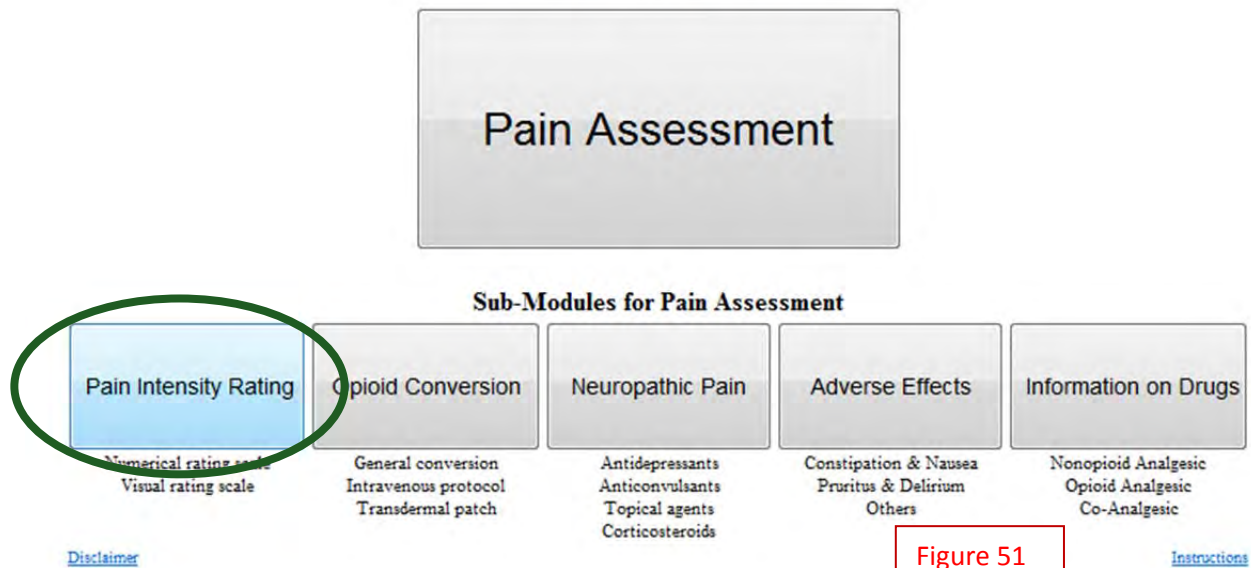 Pain Assessment
Sub-Modules for Pain Assessment
Pain Intensity Rating
Numerical rating scale
Visual rating scale
Opioid Conversion
General conversion
Intravenous protocol
Transdermal patch
Neuropathic Pain
Antidepressants
Anticonvulsants
Topical agents
Corticosteroids
Adverse Effects
Constipation & Nausea
Pruritus & Delirium
Others
Information on Drugs
Nonopioid Analgesic
Opioid Analgesic
Co-Analgesic
Disclaimer
Figure 51
Instructions